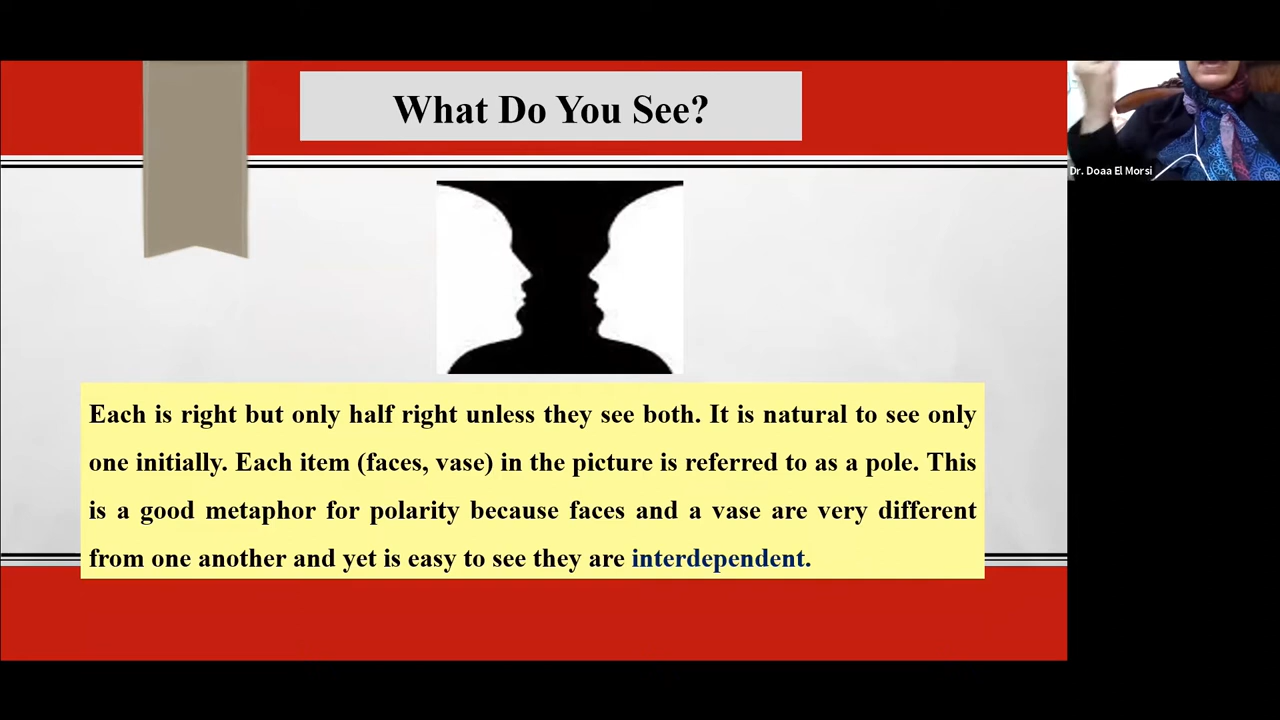 What Do You See?
Dr. Doaa El Morsi
Each is right but only half right unless they see both. It is natural to see only
one initially. Each item (faces, vase) in the picture is referred to as a pole. This
is a good metaphor for polarity because faces and a vase are very different
from one another and yet is easy to see they are interdependent.